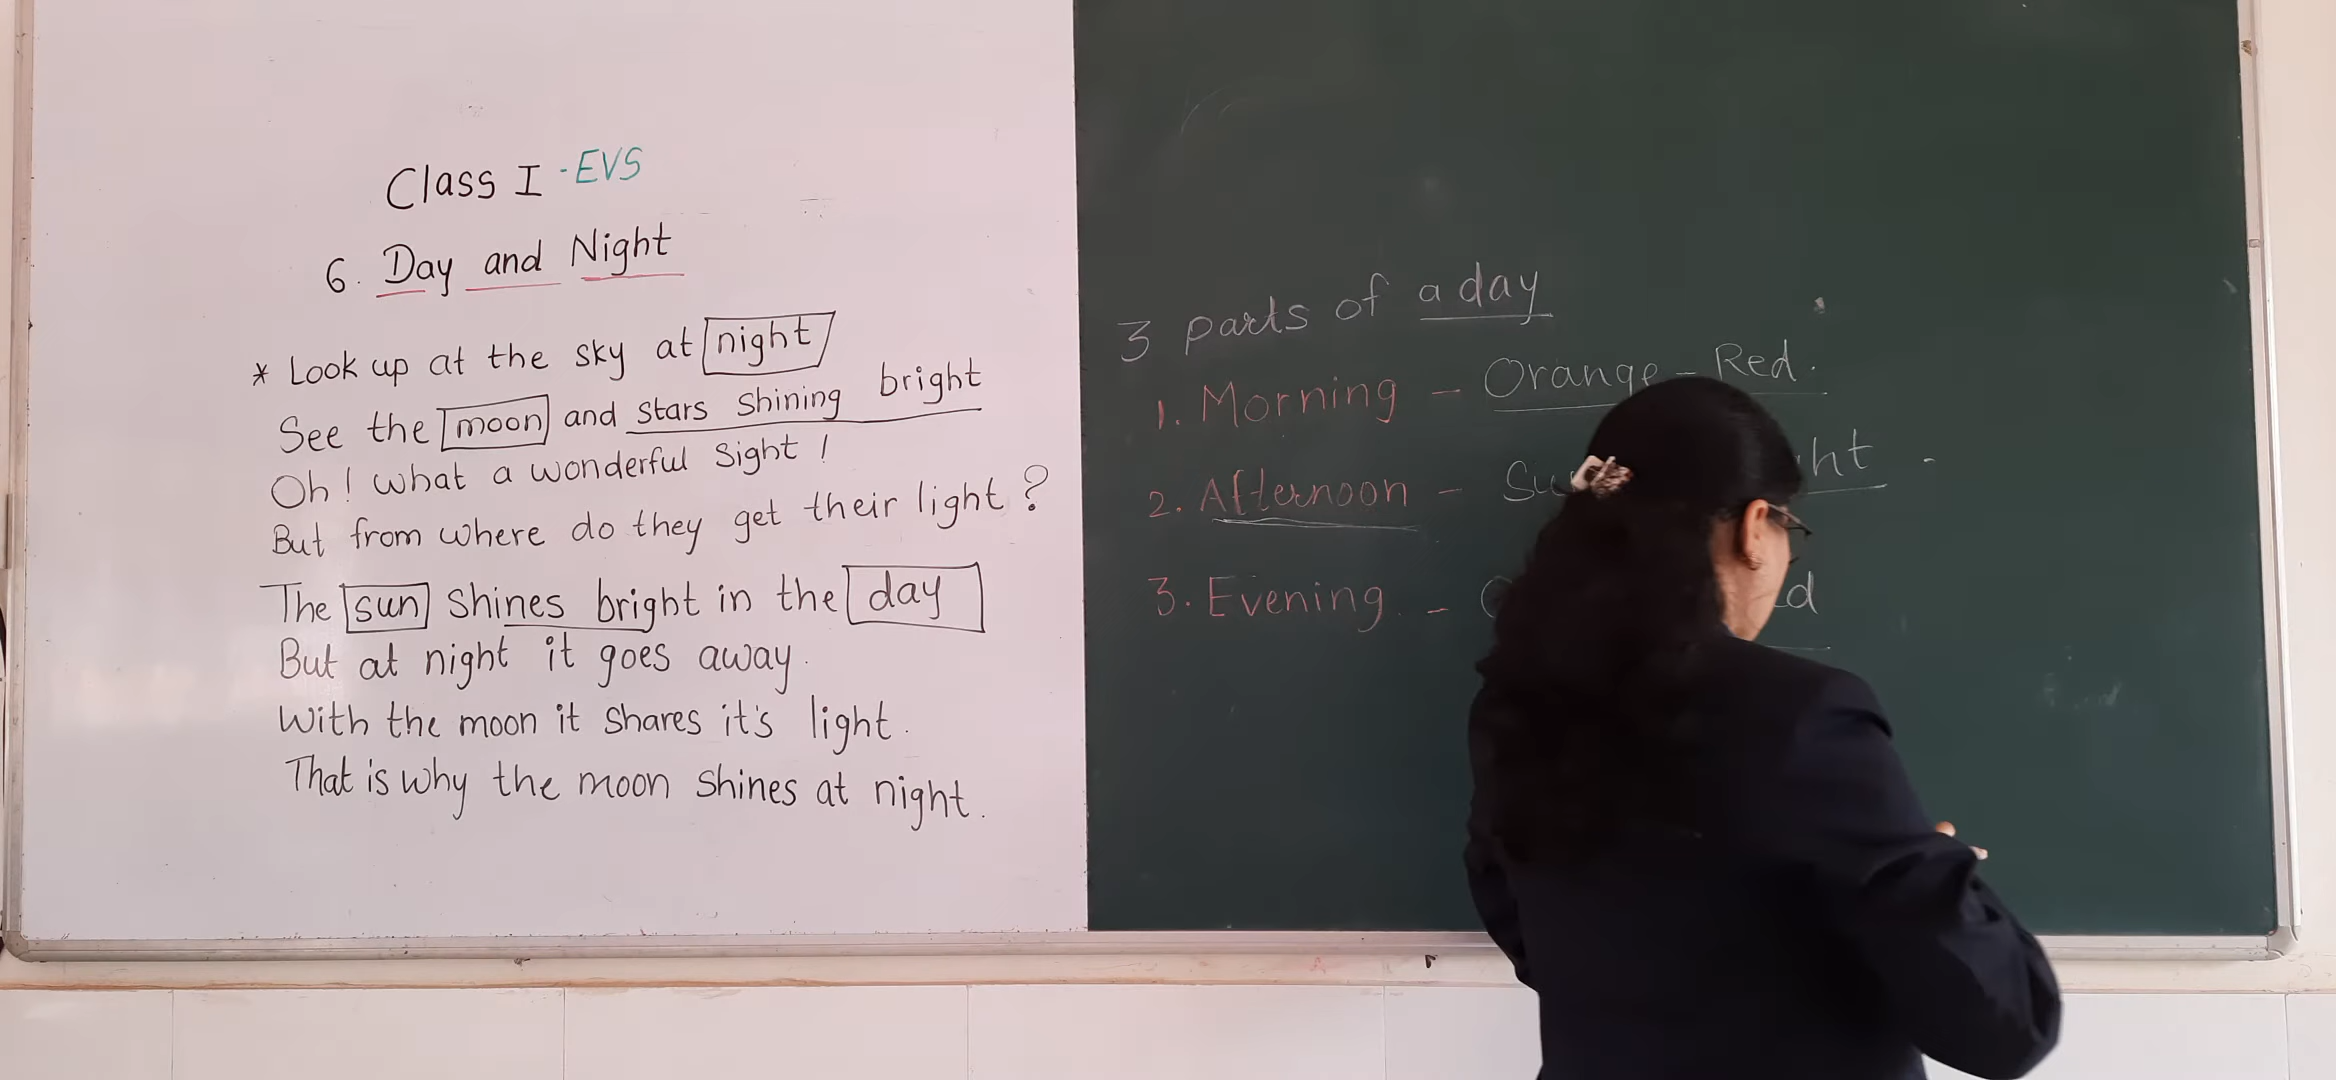 Class I - EVS
6. Day and Night
* Look up at the sky at night
See the moon and stars shining bright
Oh! what a wonderful sight!
But from where do they get their light?
The sun shines bright in the day
But at night it goes away.
With the moon it shares it's light.
That is why the moon shines at night.
3 parts of a day
1. Morning - Orange - Red.
2. Afternoon -
3. Evening. -